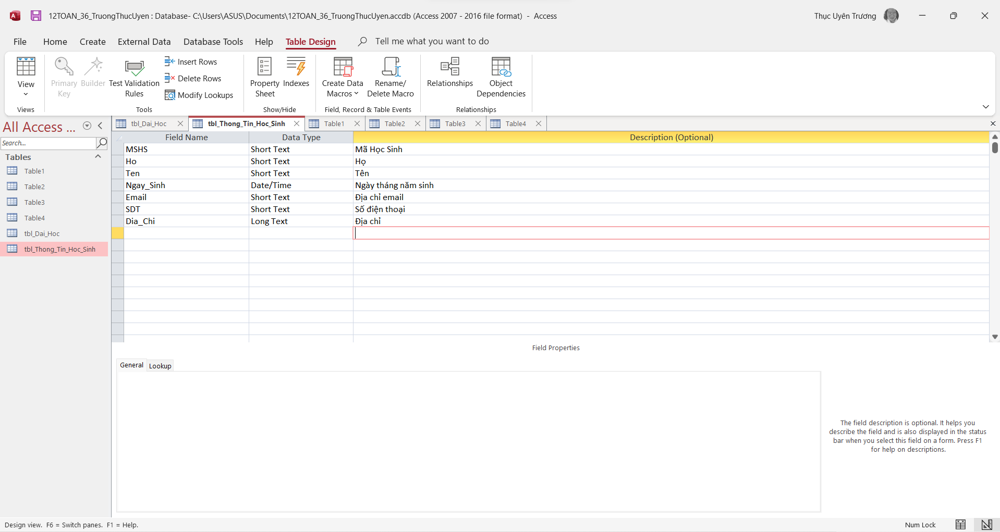 12TOAN_36_TruongThucUyen : Database- C:\Users\ASUS\Documents\12TOAN_36_TruongThucUyen.accdb (Access 2007 - 2016 file format)  -  Access
Thục Uyên Trương
File Home Create External Data Database Tools Help Table Design Tell me what you want to do
View
Views
Primary Key
Builder
Test Validation Rules
Insert Rows
Delete Rows
Modify Lookups
Tools
Property Sheet
Indexes
Show/Hide
Create Data Macros
Rename/ Delete Macro
Field, Record & Table Events
Relationships
Object Dependencies
Relationships
All Access ...
Search...
Tables
Table1
Table2
Table3
Table4
tbl_Dai_Hoc
tbl_Thong_Tin_Hoc_Sinh
tbl_Dai_Hoc tbl_Thong_Tin_Hoc_Sinh Table1 Table2 Table3 Table4
Field Name Data Type Description (Optional)
MSHS Short Text Mã Học Sinh
Ho Short Text Họ
Ten Short Text Tên
Ngay_Sinh Date/Time Ngày tháng năm sinh
Email Short Text Địa chỉ email
SDT Short Text Số điện thoại
Dia_Chi Long Text Địa chỉ
Field Properties
General Lookup
The field description is optional. It helps you
describe the field and is also displayed in the status
bar when you select this field on a form. Press F1
for help on descriptions.
Design view.  F6 = Switch panes.  F1 = Help.
Num Lock